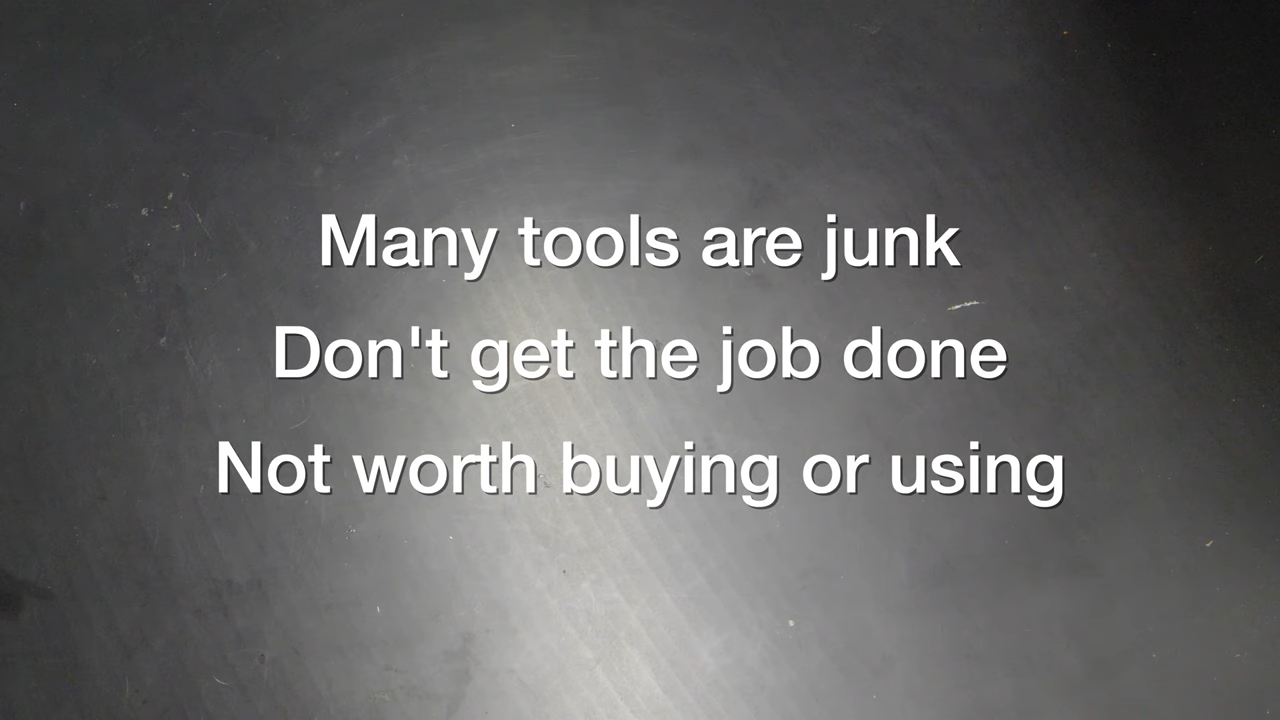 Many tools are junk
Don't get the job done
Not worth buying or using